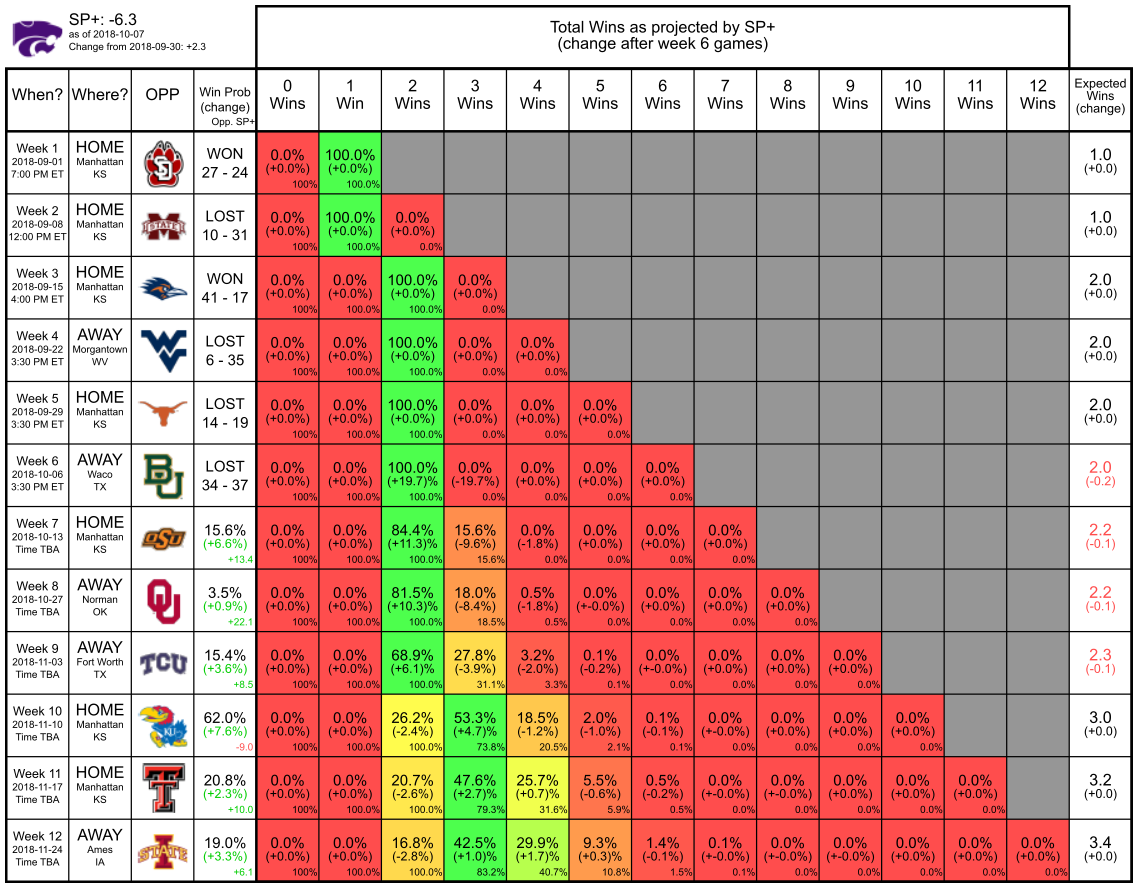 SP+: -6.3
as of 2018-10-07
Change from 2018-09-30: +2.3
Total Wins as projected by SP+
(change after week 6 games)
When? Where? OPP Win Prob (change) Opp. SP+ 0 Wins 1 Win 2 Wins 3 Wins 4 Wins 5 Wins 6 Wins 7 Wins 8 Wins 9 Wins 10 Wins 11 Wins 12 Wins Expected Wins (change)
Week 1 HOME WON 0.0% 100.0% 1.0
2018-09-01 Manhattan SD (+0.0%) (+0.0%) (+0.0)
7:00 PM ET KS 27 - 24 100% 100.0%
Week 2 HOME LOST 0.0% 100.0% 0.0% 1.0
2018-09-08 Manhattan STATE (+0.0%) (+0.0%) (+0.0%) (+0.0)
12:00 PM ET KS 10 - 31 100% 100.0% 0.0%
Week 3 HOME WON 0.0% 0.0% 100.0% 0.0% 2.0
2018-09-15 Manhattan (+0.0%) (+0.0%) (+0.0%) (+0.0%) (+0.0)
4:00 PM ET KS 41 - 17 100% 100.0% 100.0% 0.0%
Week 4 AWAY LOST 0.0% 0.0% 100.0% 0.0% 0.0% 2.0
2018-09-22 Morgantown WV (+0.0%) (+0.0%) (+0.0%) (+0.0%) (+0.0%) (+0.0)
3:30 PM ET WV 6 - 35 100% 100.0% 100.0% 0.0% 0.0%
Week 5 HOME LOST 0.0% 0.0% 100.0% 0.0% 0.0% 0.0% 2.0
2018-09-29 Manhattan (+0.0%) (+0.0%) (+0.0%) (+0.0%) (+0.0%) (+0.0%) (+0.0)
3:30 PM ET KS 14 - 19 100% 100.0% 100.0% 0.0% 0.0% 0.0%
Week 6 AWAY LOST 0.0% 0.0% 100.0% 0.0% 0.0% 0.0% 0.0% 2.0
2018-10-06 Waco BU (+0.0%) (+0.0%) (+19.7)% (-19.7%) (+0.0%) (+0.0%) (+0.0%) (-0.2)
3:30 PM ET TX 34 - 37 100% 100.0% 100.0% 0.0% 0.0% 0.0% 0.0%
Week 7 HOME 15.6% 0.0% 0.0% 84.4% 15.6% 0.0% 0.0% 0.0% 0.0% 2.2
2018-10-13 Manhattan OSU (+6.6%) (+0.0%) (+0.0%) (+11.3)% (-9.6%) (-1.8%) (+0.0%) (+0.0%) (+0.0%) (-0.1)
Time TBA KS +13.4 100% 100.0% 100.0% 15.6% 0.0% 0.0% 0.0% 0.0%
Week 8 AWAY 3.5% 0.0% 0.0% 81.5% 18.0% 0.5% 0.0% 0.0% 0.0% 0.0% 2.2
2018-10-27 Norman OU (+0.9%) (+0.0%) (+0.0%) (+10.3)% (-8.4%) (-1.8%) (+-0.0%) (+0.0%) (+0.0%) (+0.0%) (-0.1)
Time TBA OK +22.1 100% 100.0% 100.0% 18.5% 0.5% 0.0% 0.0% 0.0% 0.0%
Week 9 AWAY 15.4% 0.0% 0.0% 68.9% 27.8% 3.2% 0.1% 0.0% 0.0% 0.0% 0.0% 2.3
2018-11-03 Fort Worth TCU (+3.6%) (+0.0%) (+0.0%) (+6.1)% (-3.9%) (-2.0%) (-0.2%) (+-0.0%) (+0.0%) (+0.0%) (+0.0%) (-0.1)
Time TBA TX +8.5 100% 100.0% 100.0% 31.1% 3.3% 0.1% 0.0% 0.0% 0.0% 0.0%
Week 10 HOME 62.0% 0.0% 0.0% 26.2% 53.3% 18.5% 2.0% 0.1% 0.0% 0.0% 0.0% 0.0% 3.0
2018-11-10 Manhattan KU (+7.6%) (+0.0%) (+0.0%) (-2.4%) (+4.7)% (-1.2%) (-1.0%) (-0.1%) (+-0.0%) (+0.0%) (+0.0%) (+0.0%) (+0.0)
Time TBA KS -9.0 100% 100.0% 100.0% 73.8% 20.5% 2.1% 0.1% 0.0% 0.0% 0.0% 0.0%
Week 11 HOME 20.8% 0.0% 0.0% 20.7% 47.6% 25.7% 5.5% 0.5% 0.0% 0.0% 0.0% 0.0% 0.0% 3.2
2018-11-17 Manhattan T (+2.3%) (+0.0%) (+0.0%) (-2.6%) (+2.7)% (+0.7)% (-0.6%) (-0.2%) (+-0.0%) (+-0.0%) (+0.0%) (+0.0%) (+0.0%) (+0.0)
Time TBA KS +10.0 100% 100.0% 100.0% 79.3% 31.6% 5.9% 0.5% 0.0% 0.0% 0.0% 0.0% 0.0%
Week 12 AWAY 19.0% 0.0% 0.0% 16.8% 42.5% 29.9% 9.3% 1.4% 0.1% 0.0% 0.0% 0.0% 0.0% 0.0% 3.4
2018-11-24 Ames STATE (+3.3%) (+0.0%) (+0.0%) (-2.8%) (+1.0)% (+1.7)% (+0.3)% (-0.1%) (+-0.0%) (-0.0%) (+-0.0%) (+0.0%) (+0.0%) (+0.0%) (+0.0)
Time TBA IA +6.1 100% 100.0% 100.0% 83.2% 40.7% 10.8% 1.5% 0.1% 0.0% 0.0% 0.0% 0.0% 0.0%